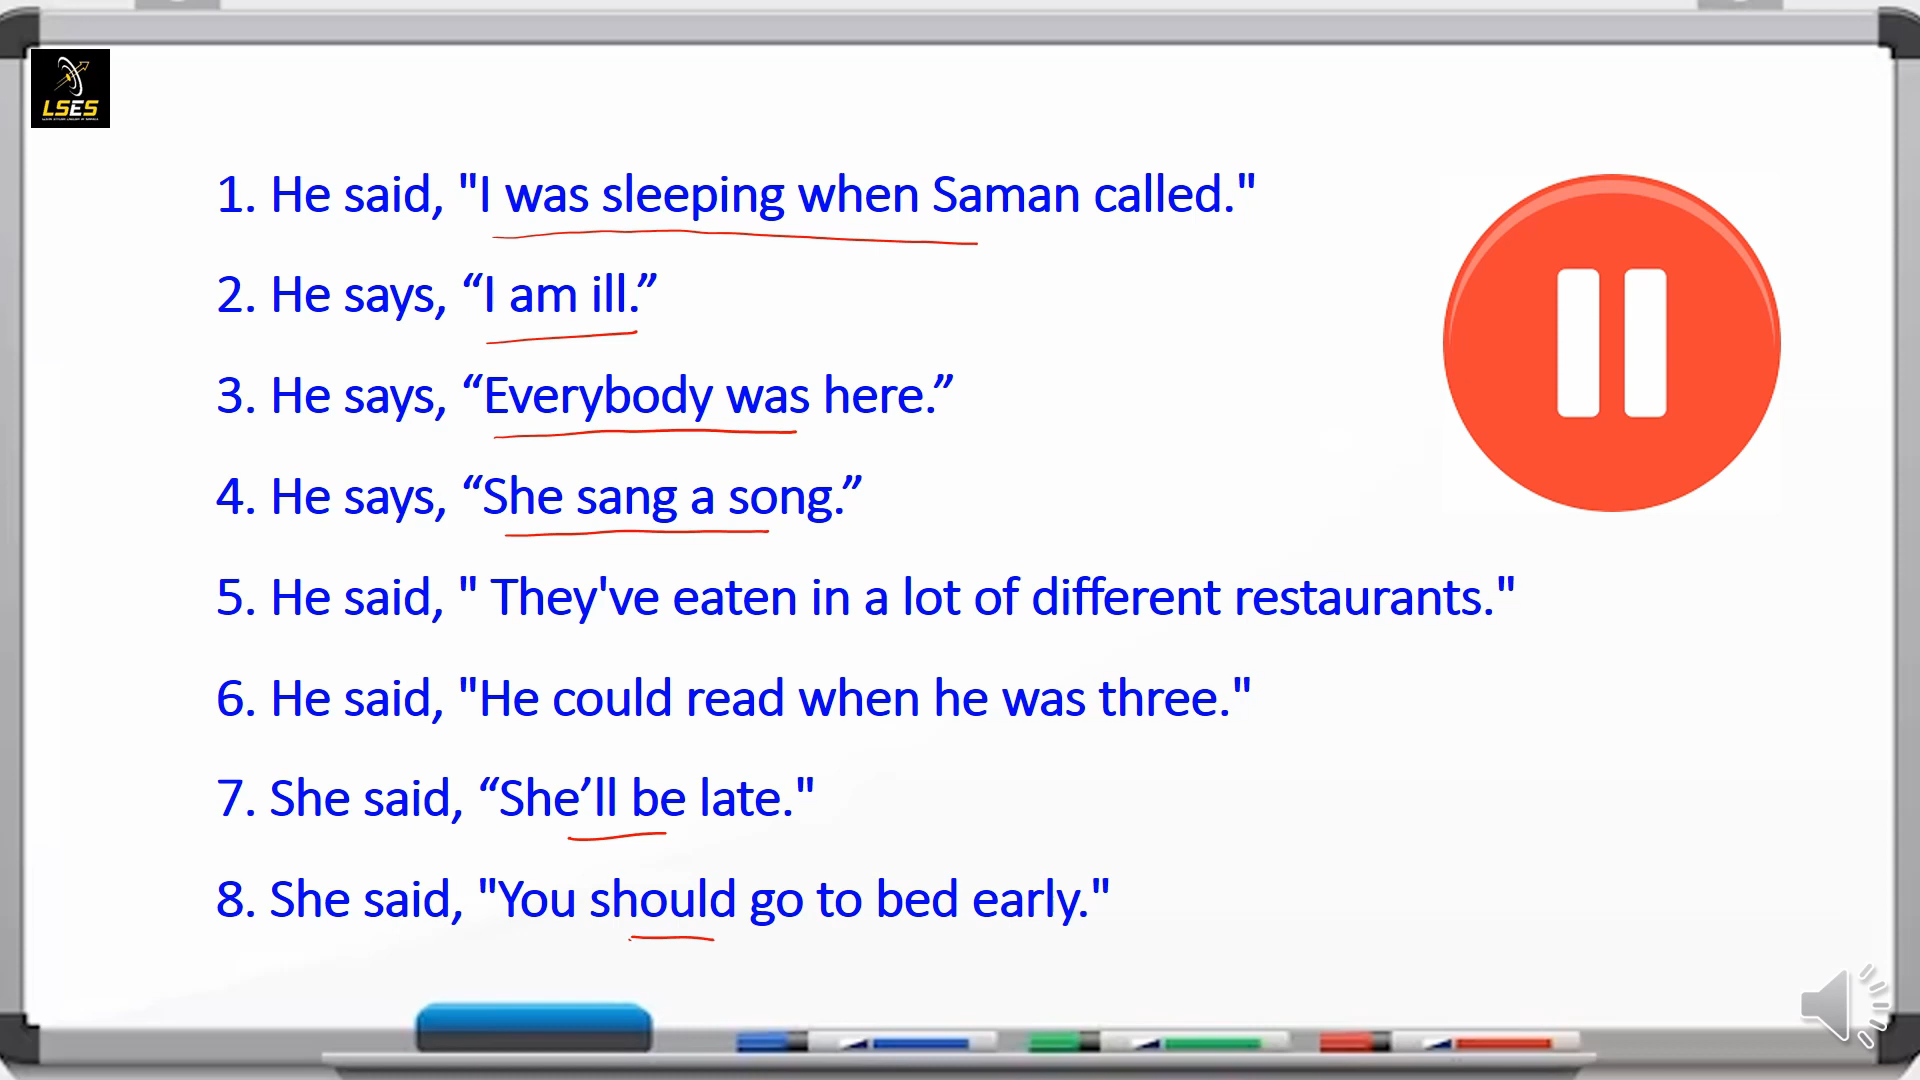 LSES
1. He said, "I was sleeping when Saman called."
2. He says, “I am ill.”
3. He says, “Everybody was here.”
4. He says, “She sang a song.”
5. He said, " They've eaten in a lot of different restaurants."
6. He said, "He could read when he was three."
7. She said, “She’ll be late."
8. She said, "You should go to bed early."